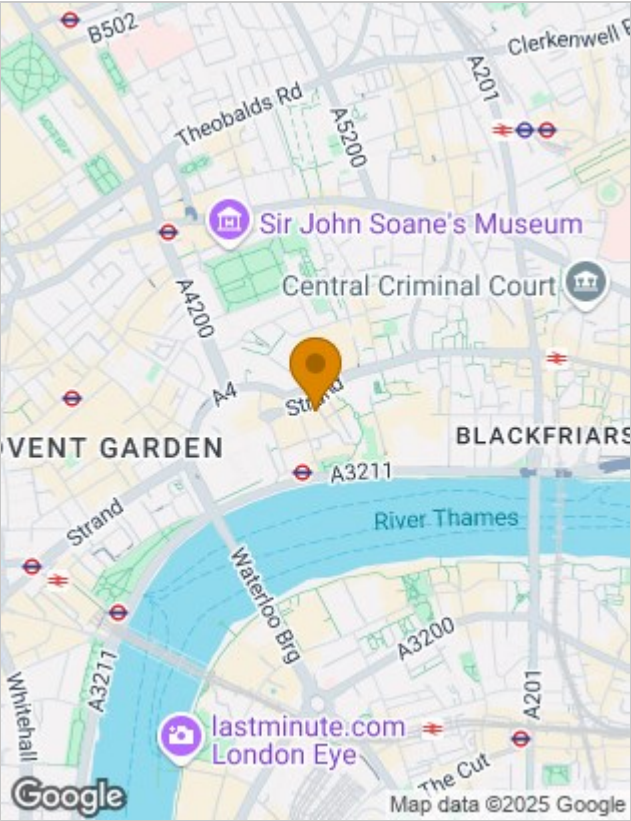 B502
Clerkenwell
A201
Theobalds Rd
A5200
Sir John Soane's Museum
Central Criminal Court
A4200
A4
Strand
VENT GARDEN
BLACKFRIARS
A3211
River Thames
Strand
Waterloo Brg
A3200
A3211
A201
Whitehall
lastminute.com
London Eye
The Cut
Google
Map data ©2025 Google